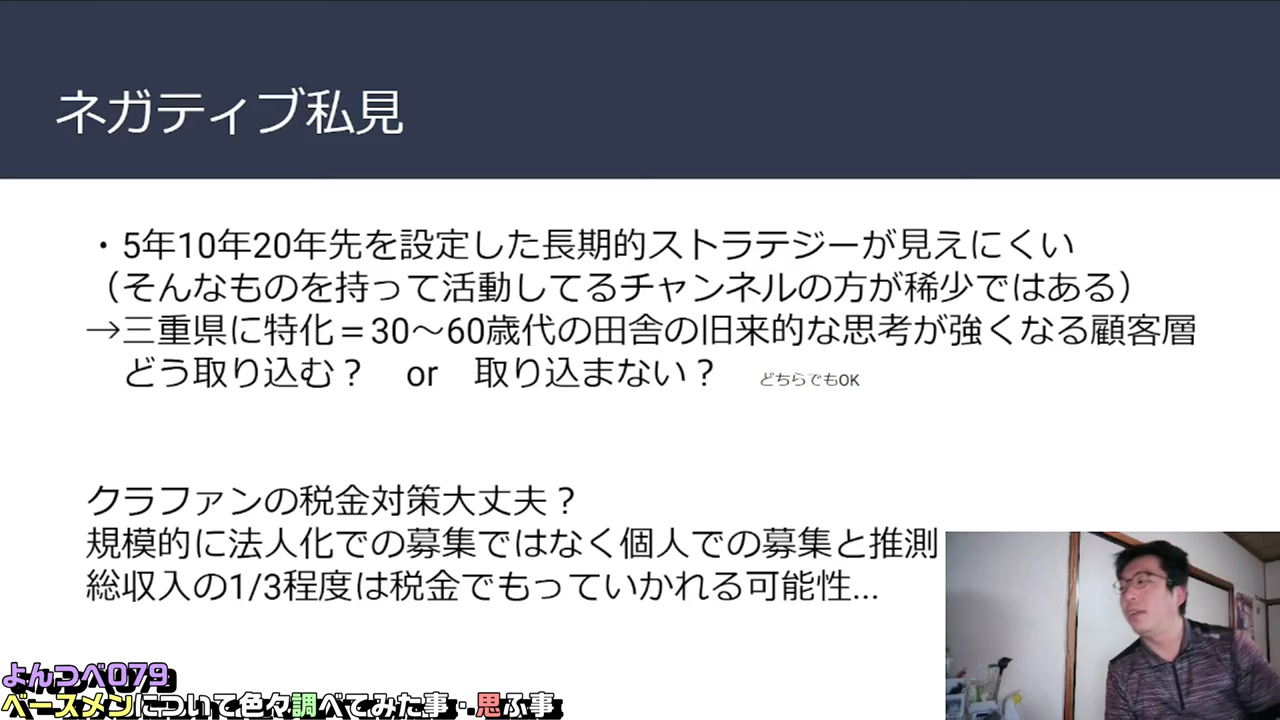 ネガティブ私見
・5年10年20年先を設定した長期的ストラテジーが見えにくい
（そんなものを持って活動してるチャンネルの方が稀少ではある）
→三重県に特化＝30～60歳代の田舎の旧来的な思考が強くなる顧客層
どう取り込む？　or　取り込まない？　どちらでもOK
クラファンの税金対策大丈夫？
規模的に法人化での募集ではなく個人での募集と推測
総収入の1/3程度は税金でもっていかれる可能性...
よんつべ079
ベースメンについて色々調べてみた事・思ふ事